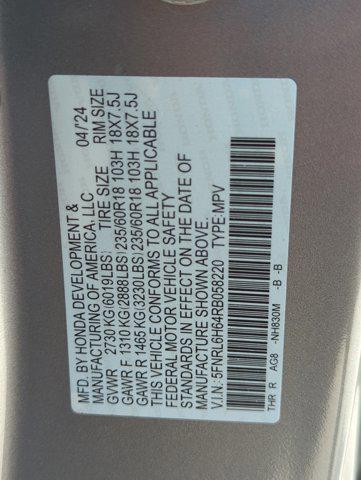 MFD. BY HONDA DEVELOPMENT & 04/24
MANUFACTURING OF AMERICA, LLC
TIRE SIZE RIM SIZE
GVWR 2730 KG(6019LBS)
GAWR F 1310 KG(2888LBS)235/60R18 103H 18X7.5J
GAWR R 1465 KG(3230LBS)235/60R18 103H 18X7.5J
THIS VEHICLE CONFORMS TO ALL APPLICABLE
FEDERAL MOTOR VEHICLE SAFETY
STANDARDS IN EFFECT ON THE DATE OF
MANUFACTURE SHOWN ABOVE.
V.I.N.: 5FNRL6H64RB058220 TYPE: MPV
THR R AG8 -NH830M -B -B